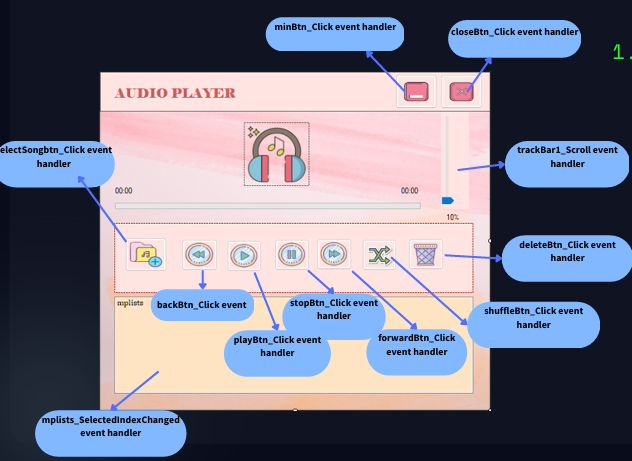 minBtn_Click event handler
closeBtn_Click event handler
1.
AUDIO PLAYER
electSongbtn_Click event
handler
trackBar1_Scroll event
handler
00:00
00:00
10%
deleteBtn_Click event
handler
mplists
backBtn_Click event
stopBtn_Click event
handler
shuffleBtn_Click event
handler
playBtn_Click event
handler
forwardBtn_Click
event handler
mplists_SelectedIndexChanged
event handler